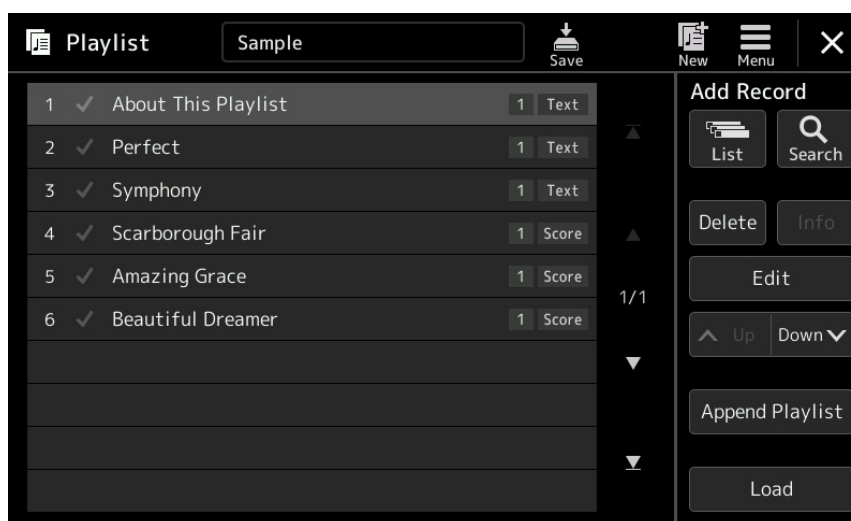 Playlist
Sample
Save
New
Menu
1 About This Playlist 1 Text
2 Perfect 1 Text
3 Symphony 1 Text
4 Scarborough Fair 1 Score
5 Amazing Grace 1 Score
6 Beautiful Dreamer 1 Score
1/1
Add Record
List
Search
Delete
Info
Edit
Up
Down
Append Playlist
Load